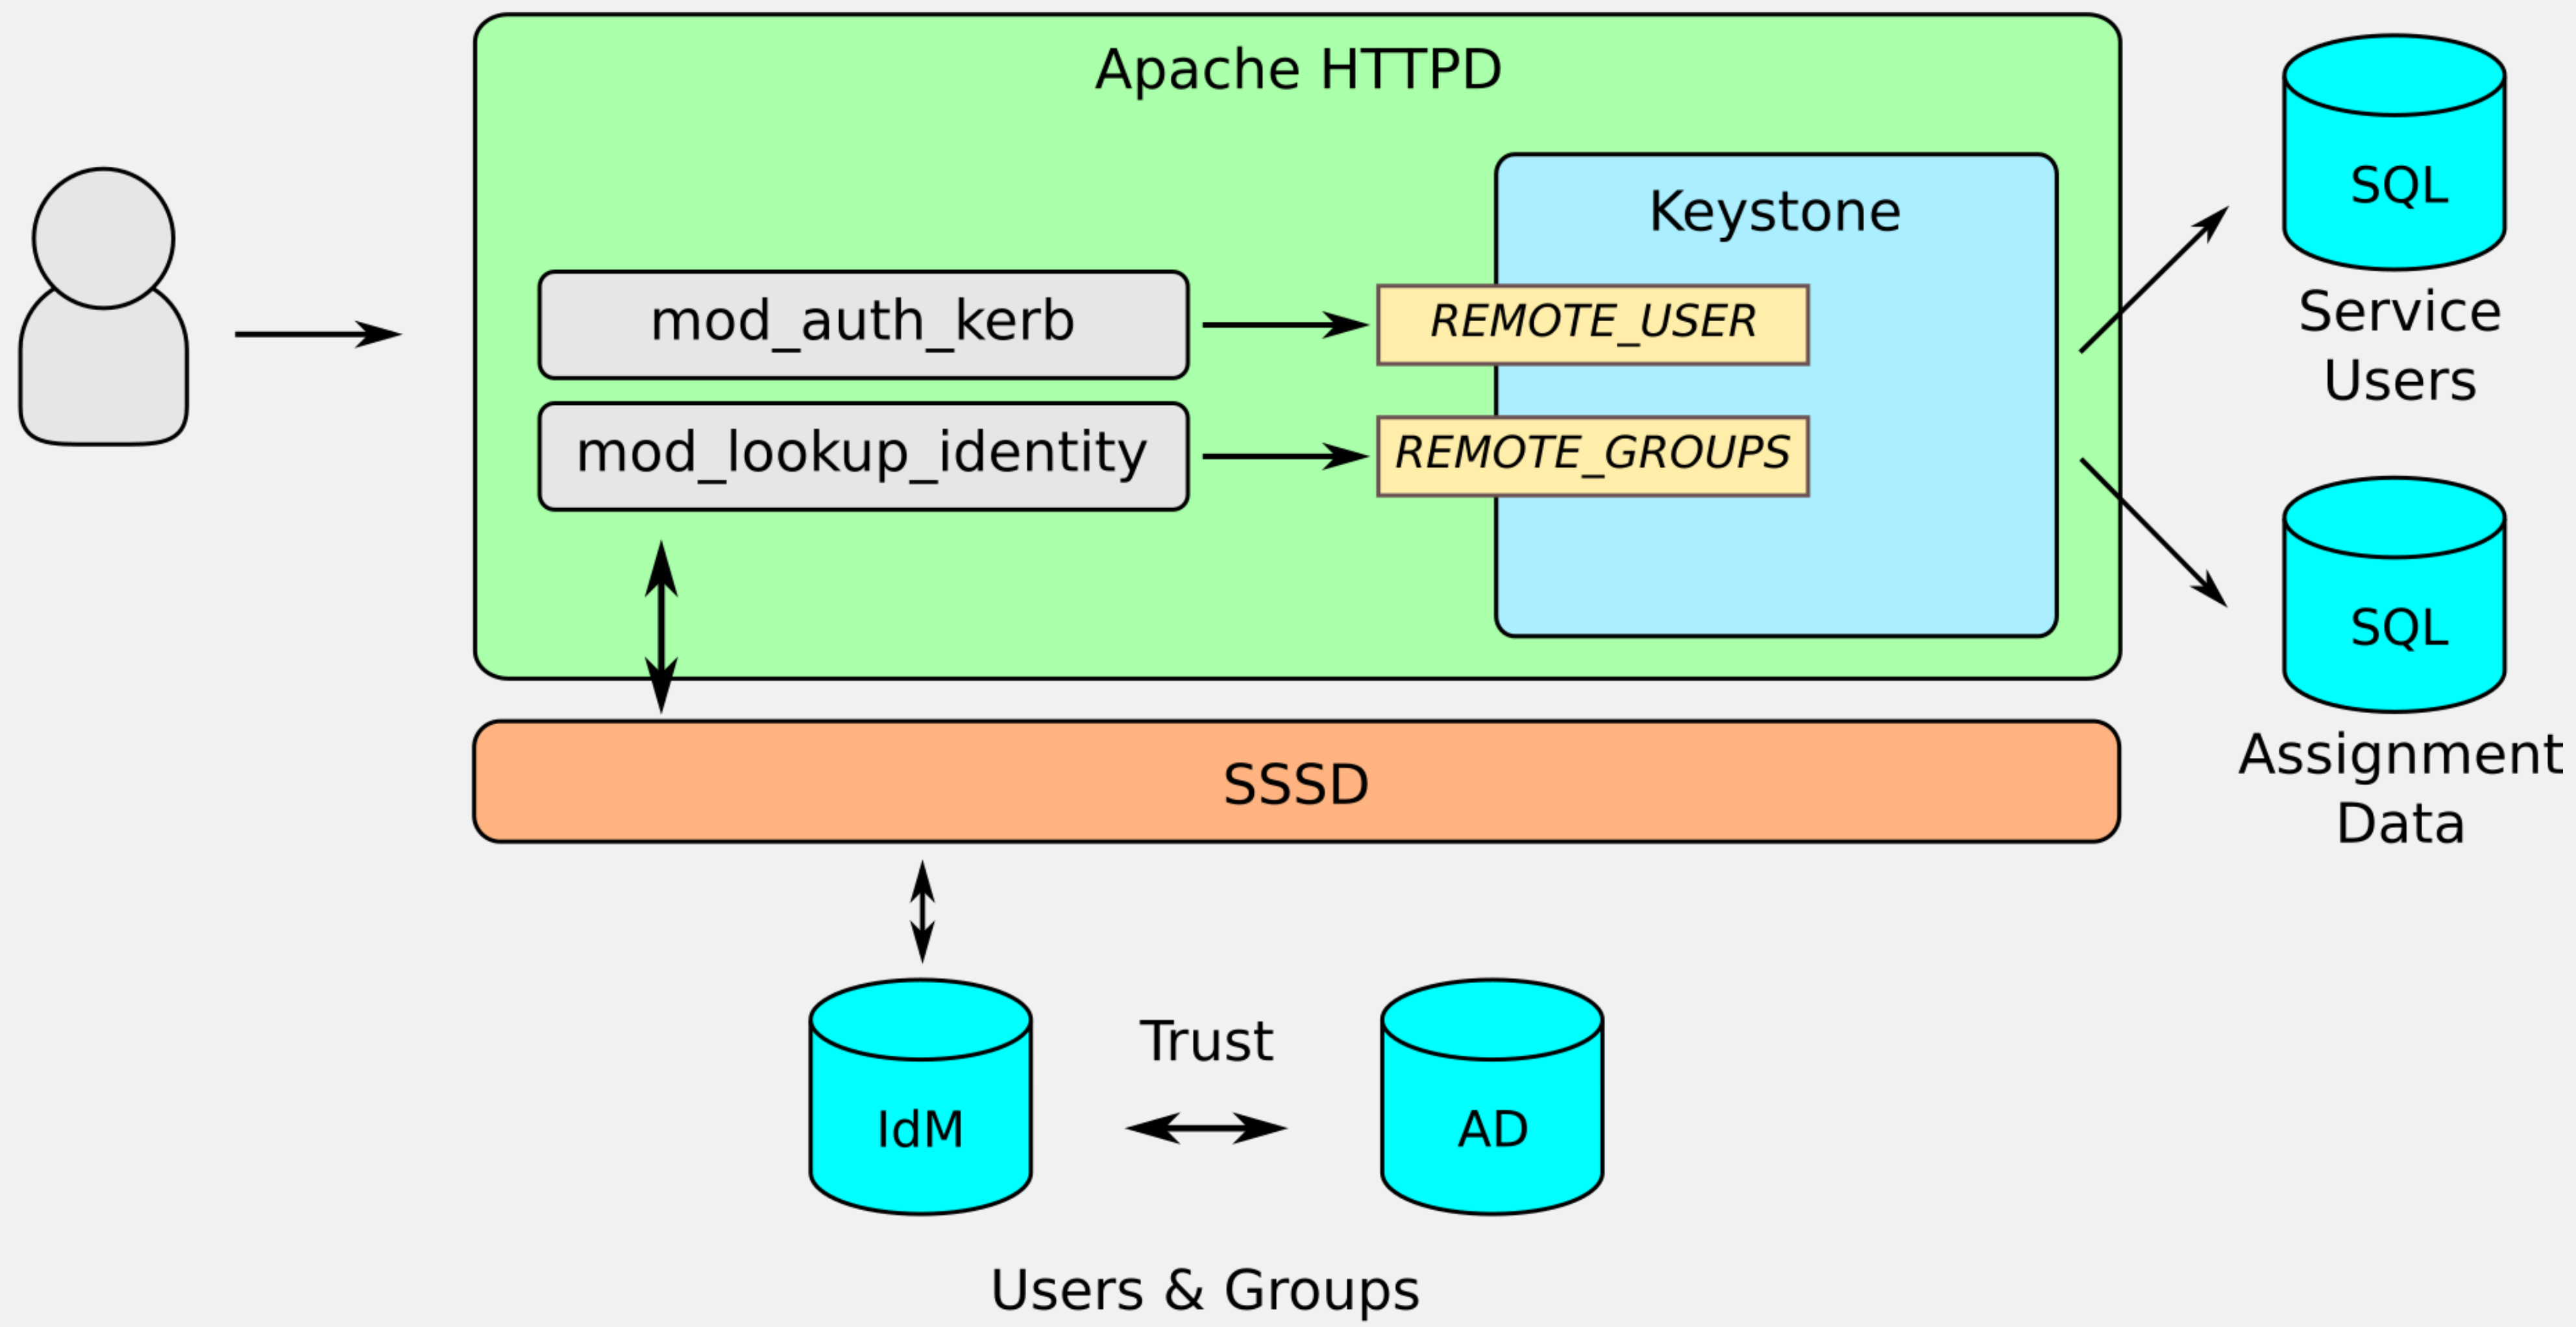 Apache HTTPD
Keystone
mod_auth_kerb
REMOTE_USER
mod_lookup_identity
REMOTE_GROUPS
SQL
Service
Users
SQL
Assignment
Data
SSSD
Trust
IdM
AD
Users & Groups